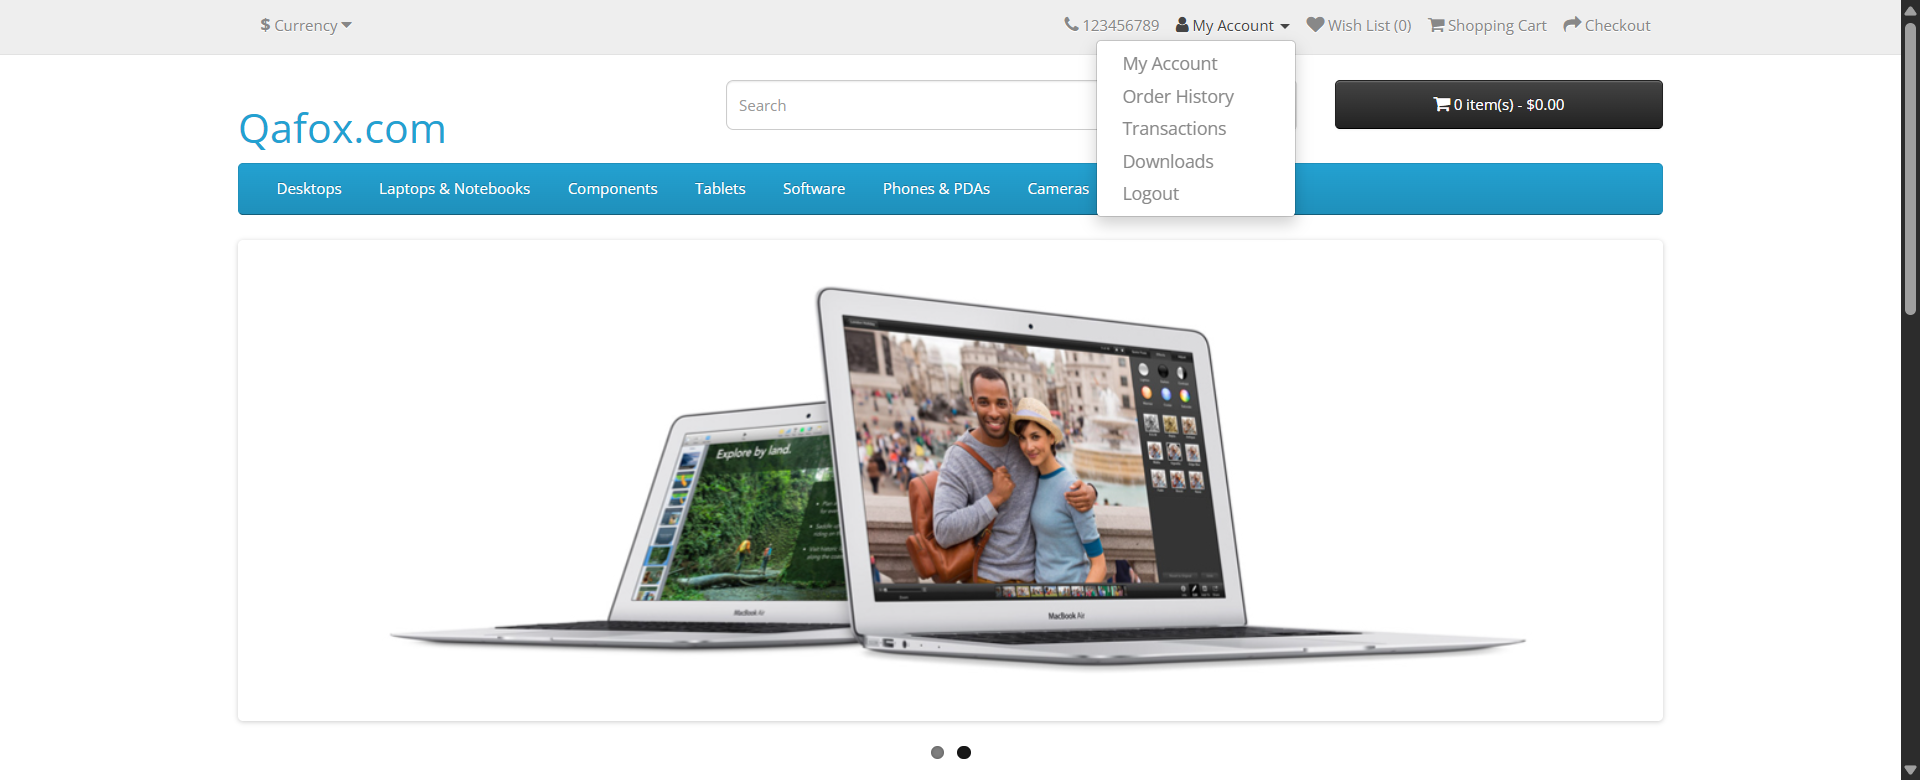 $ Currency
123456789 My Account Wish List (0) Shopping Cart Checkout
My Account
Order History
Transactions
Downloads
Logout
Search
0 item(s) - $0.00
Qafox.com
Desktops Laptops & Notebooks Components Tablets Software Phones & PDAs Cameras
Explore by land.
MacBook Air
MacBook Air